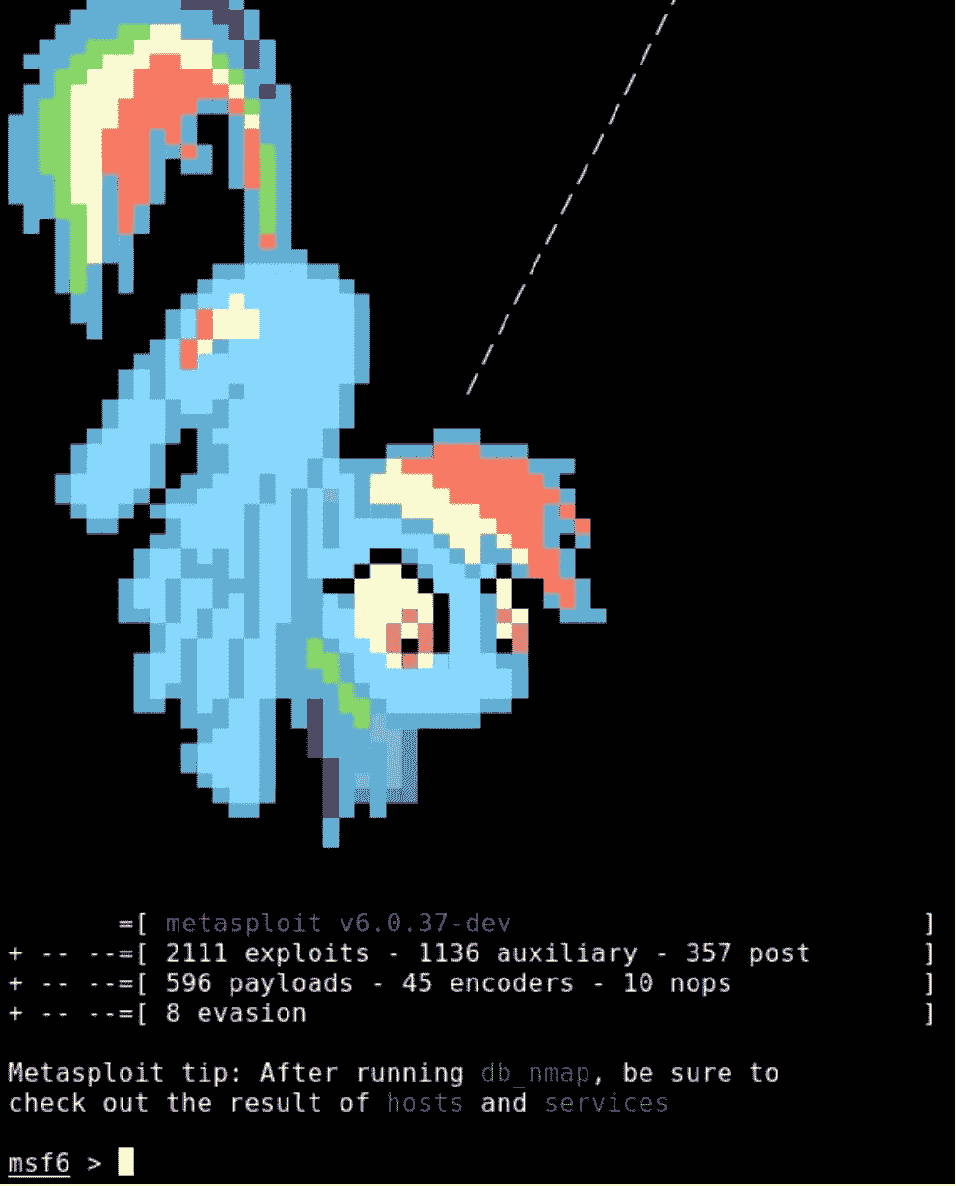 =[ metasploit v6.0.37-dev ]
+ -- --=[ 2111 exploits - 1136 auxiliary - 357 post ]
+ -- --=[ 596 payloads - 45 encoders - 10 nops ]
+ -- --=[ 8 evasion ]
Metasploit tip: After running db_nmap, be sure to
check out the result of hosts and services
msf6 >